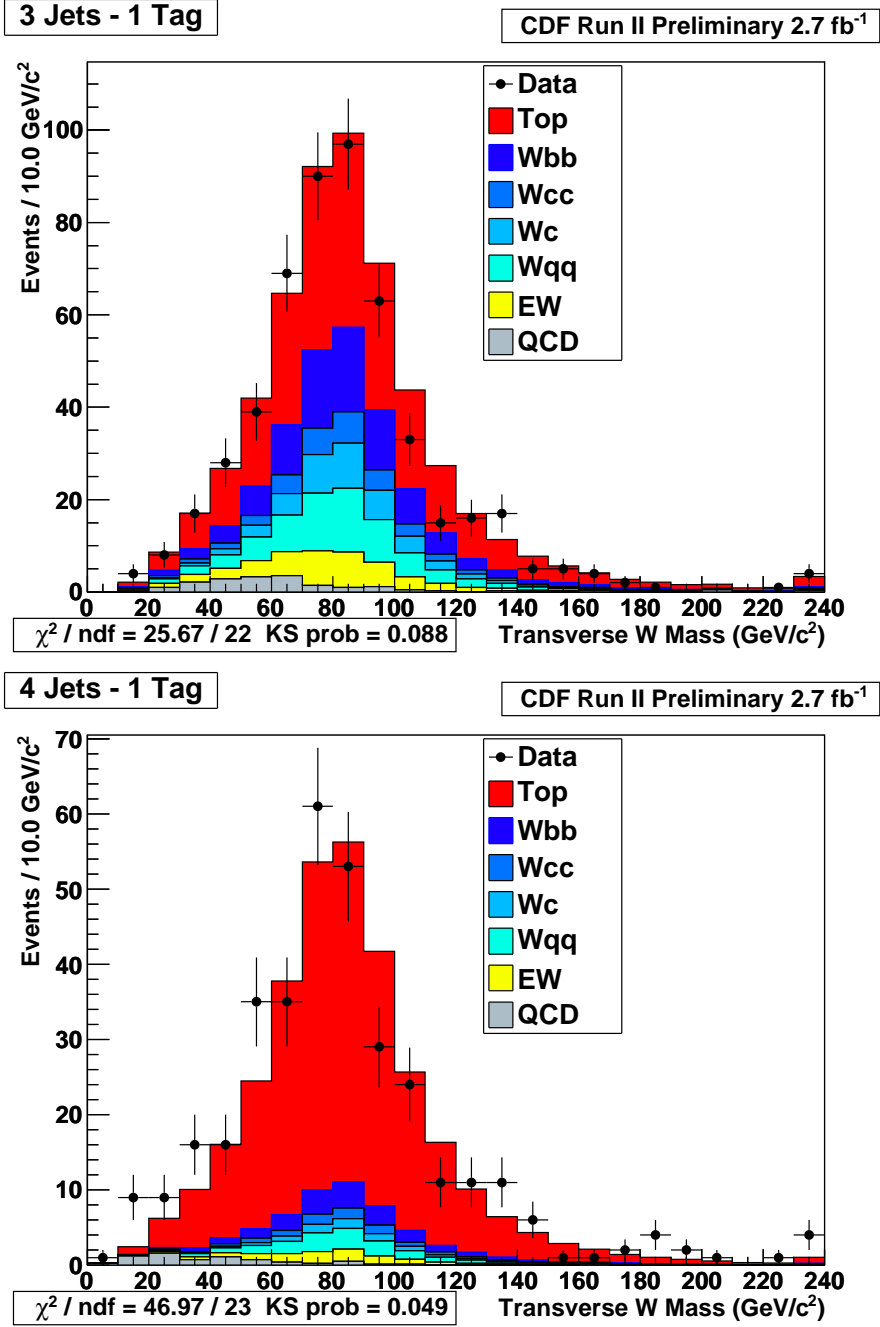 3 Jets - 1 Tag
CDF Run II Preliminary 2.7 fb⁻¹
Events / 10.0 GeV/c²
100
80
60
40
20
0
Data
Top
Wbb
Wcc
Wc
Wqq
EW
QCD
0 20 40 60 80 100 120 140 160 180 200 220 240
χ² / ndf = 25.67 / 22 KS prob = 0.088
Transverse W Mass (GeV/c²)
4 Jets - 1 Tag
CDF Run II Preliminary 2.7 fb⁻¹
Events / 10.0 GeV/c²
70
60
50
40
30
20
10
0
Data
Top
Wbb
Wcc
Wc
Wqq
EW
QCD
0 20 40 60 80 100 120 140 160 180 200 220 240
χ² / ndf = 46.97 / 23 KS prob = 0.049
Transverse W Mass (GeV/c²)